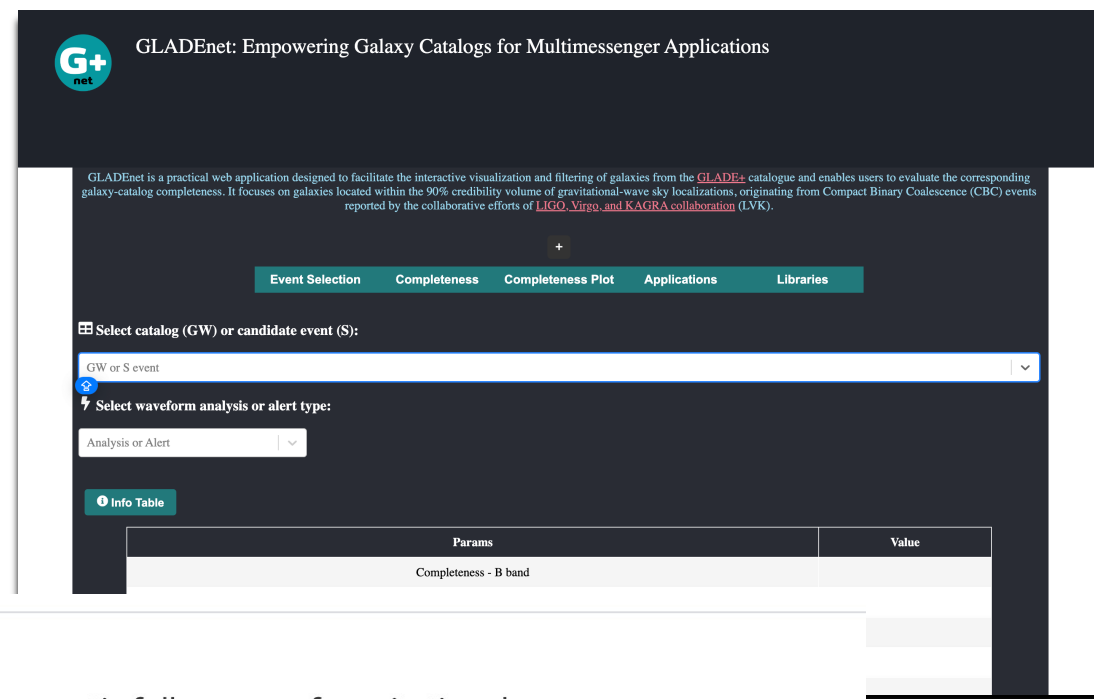 G+
net
GLADEnet: Empowering Galaxy Catalogs for Multimessenger Applications
GLADEnet is a practical web application designed to facilitate the interactive visualization and filtering of galaxies from the GLADE+ catalogue and enables users to evaluate the corresponding
galaxy-catalog completeness. It focuses on galaxies located within the 90% credibility volume of gravitational-wave sky localizations, originating from Compact Binary Coalescence (CBC) events
reported by the collaborative efforts of LIGO, Virgo, and KAGRA collaboration (LVK).
+
Event Selection Completeness Completeness Plot Applications Libraries
Select catalog (GW) or candidate event (S):
GW or S event
Select waveform analysis or alert type:
Analysis or Alert
Info Table
Params Value
Completeness - B band